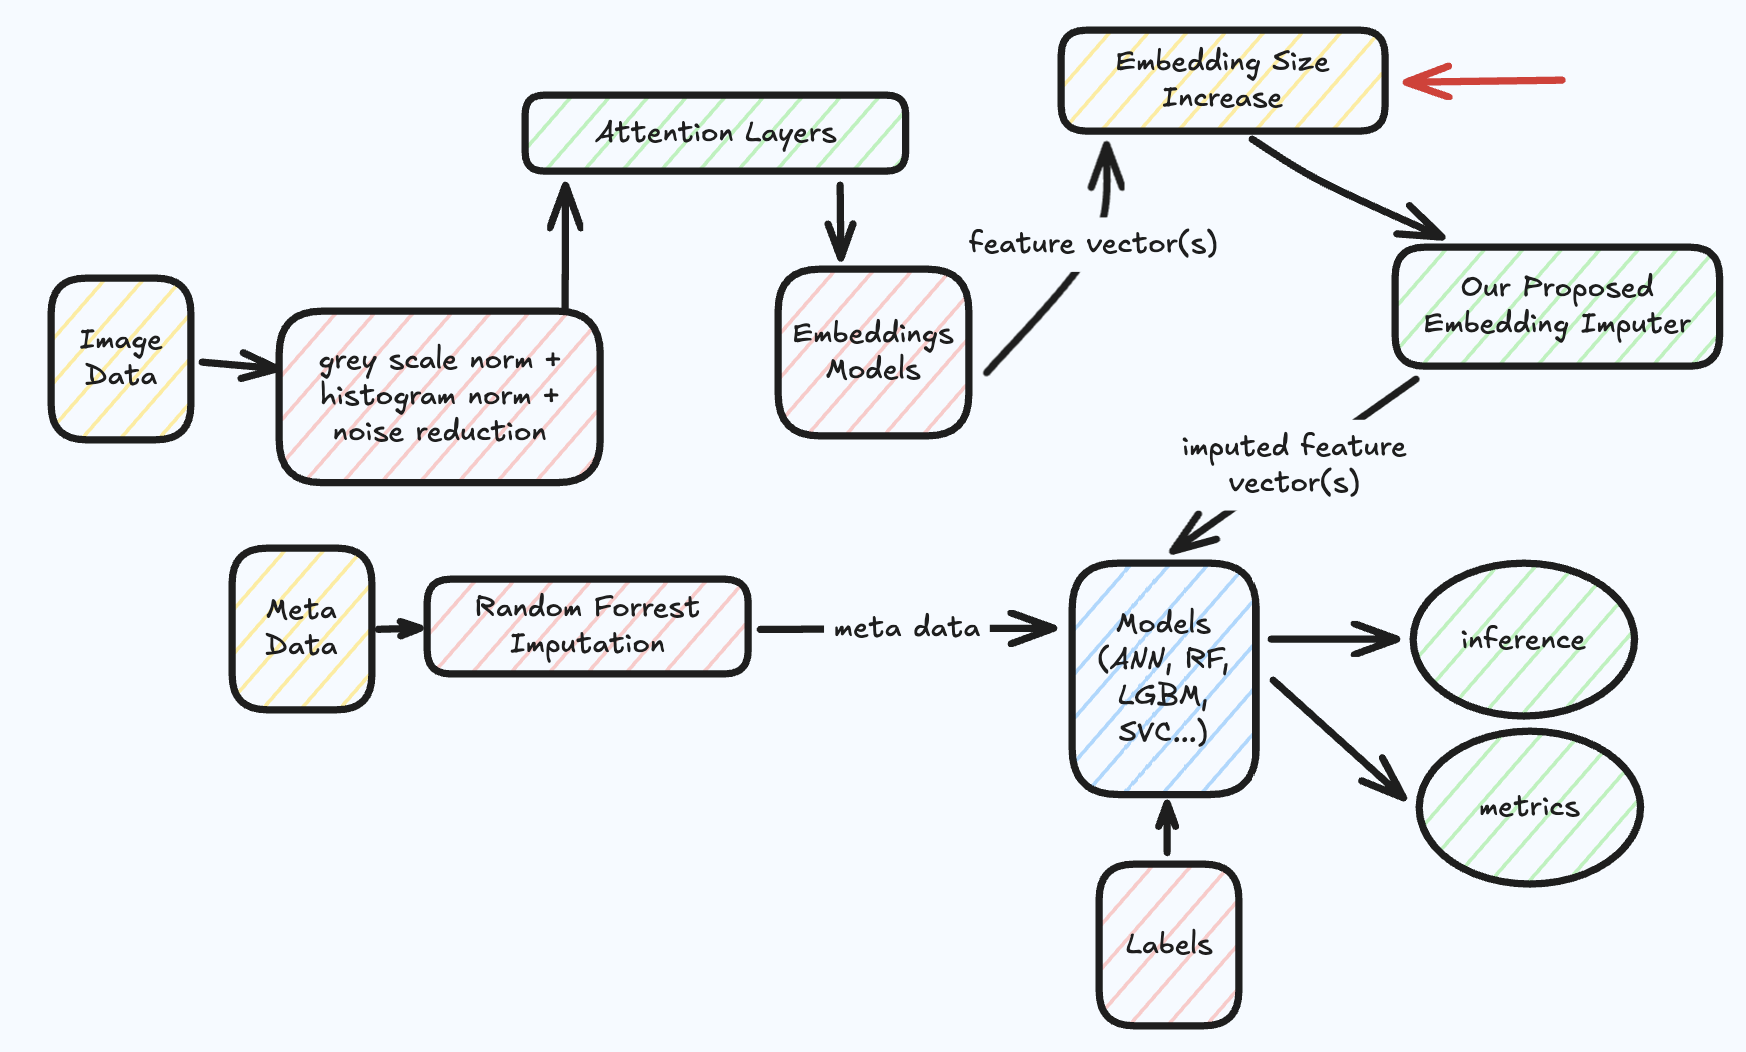 Embedding Size
Increase
Attention Layers
feature vector(s)
Our Proposed
Embedding Imputer
Image
Data
grey scale norm +
histogram norm +
noise reduction
Embeddings
Models
imputed feature
vector(s)
Meta
Data
Random Forrest
Imputation
meta data
Models
(ANN, RF,
LGBM,
SVC...)
inference
metrics
Labels